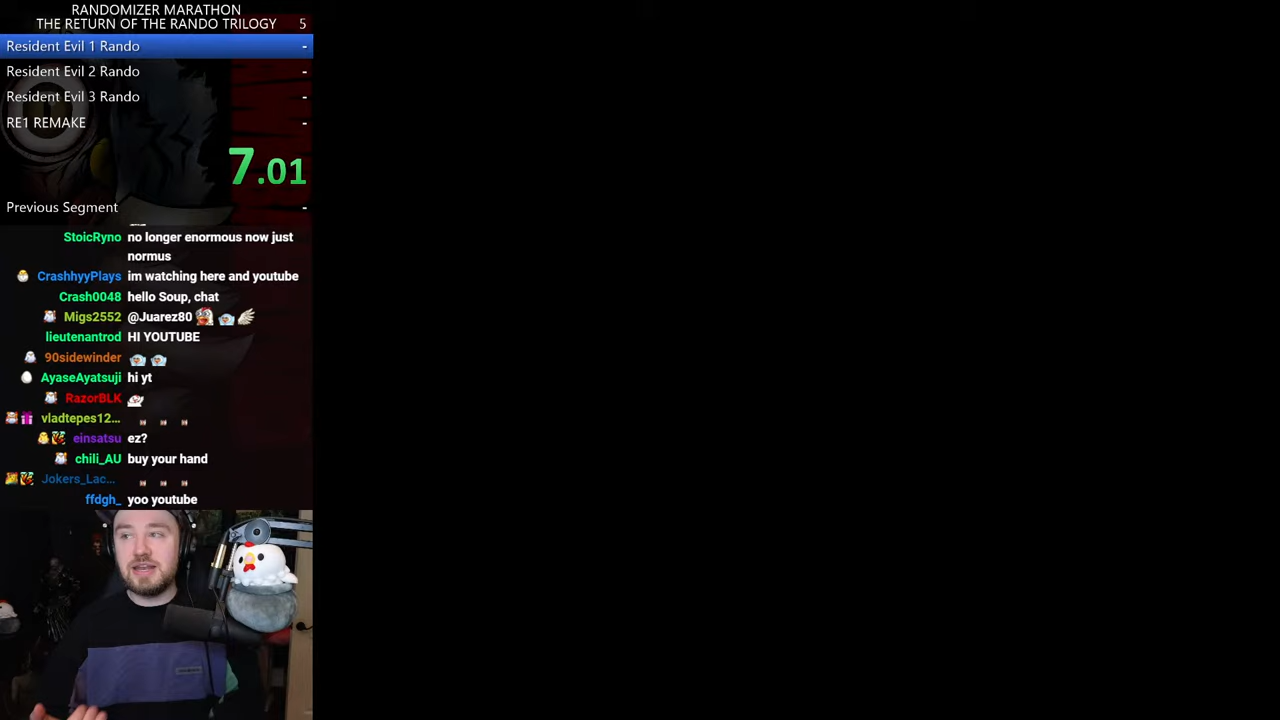 RANDOMIZER MARATHON
THE RETURN OF THE RANDO TRILOGY 5
Resident Evil 1 Rando -
Resident Evil 2 Rando -
Resident Evil 3 Rando -
RE1 REMAKE -
7.01
Previous Segment -
StoicRyno no longer enormous now just
normus
CrashhyyPlays im watching here and youtube
Crash0048 hello Soup, chat
Migs2552 @Juarez80
lieutenantrod HI YOUTUBE
90sidewinder
AyaseAyatsuji hi yt
RazorBLK
vladtepes12...
einsatsu ez?
chili_AU buy your hand
Jokers_Lac...
ffdgh_ yoo youtube